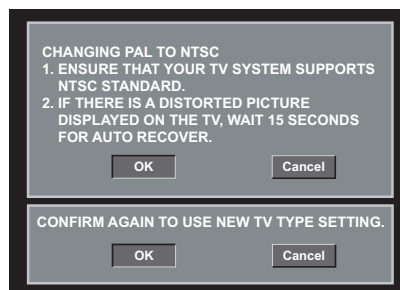 CHANGING PAL TO NTSC
1. ENSURE THAT YOUR TV SYSTEM SUPPORTS
NTSC STANDARD.
2. IF THERE IS A DISTORTED PICTURE
DISPLAYED ON THE TV, WAIT 15 SECONDS
FOR AUTO RECOVER.
OK Cancel
CONFIRM AGAIN TO USE NEW TV TYPE SETTING.
OK Cancel